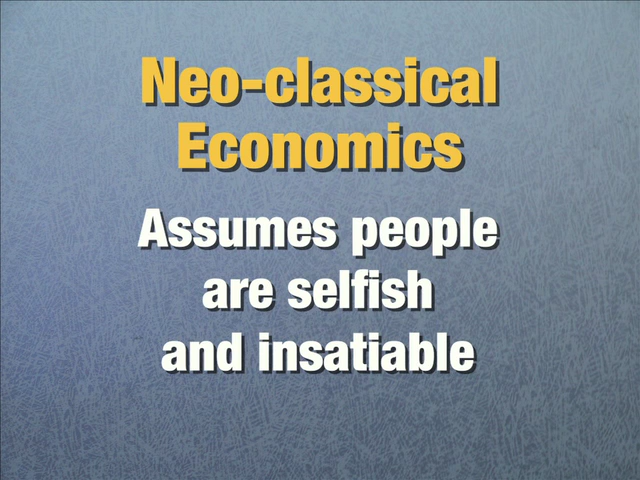 Neo-classical
Economics
Assumes people
are selfish
and insatiable